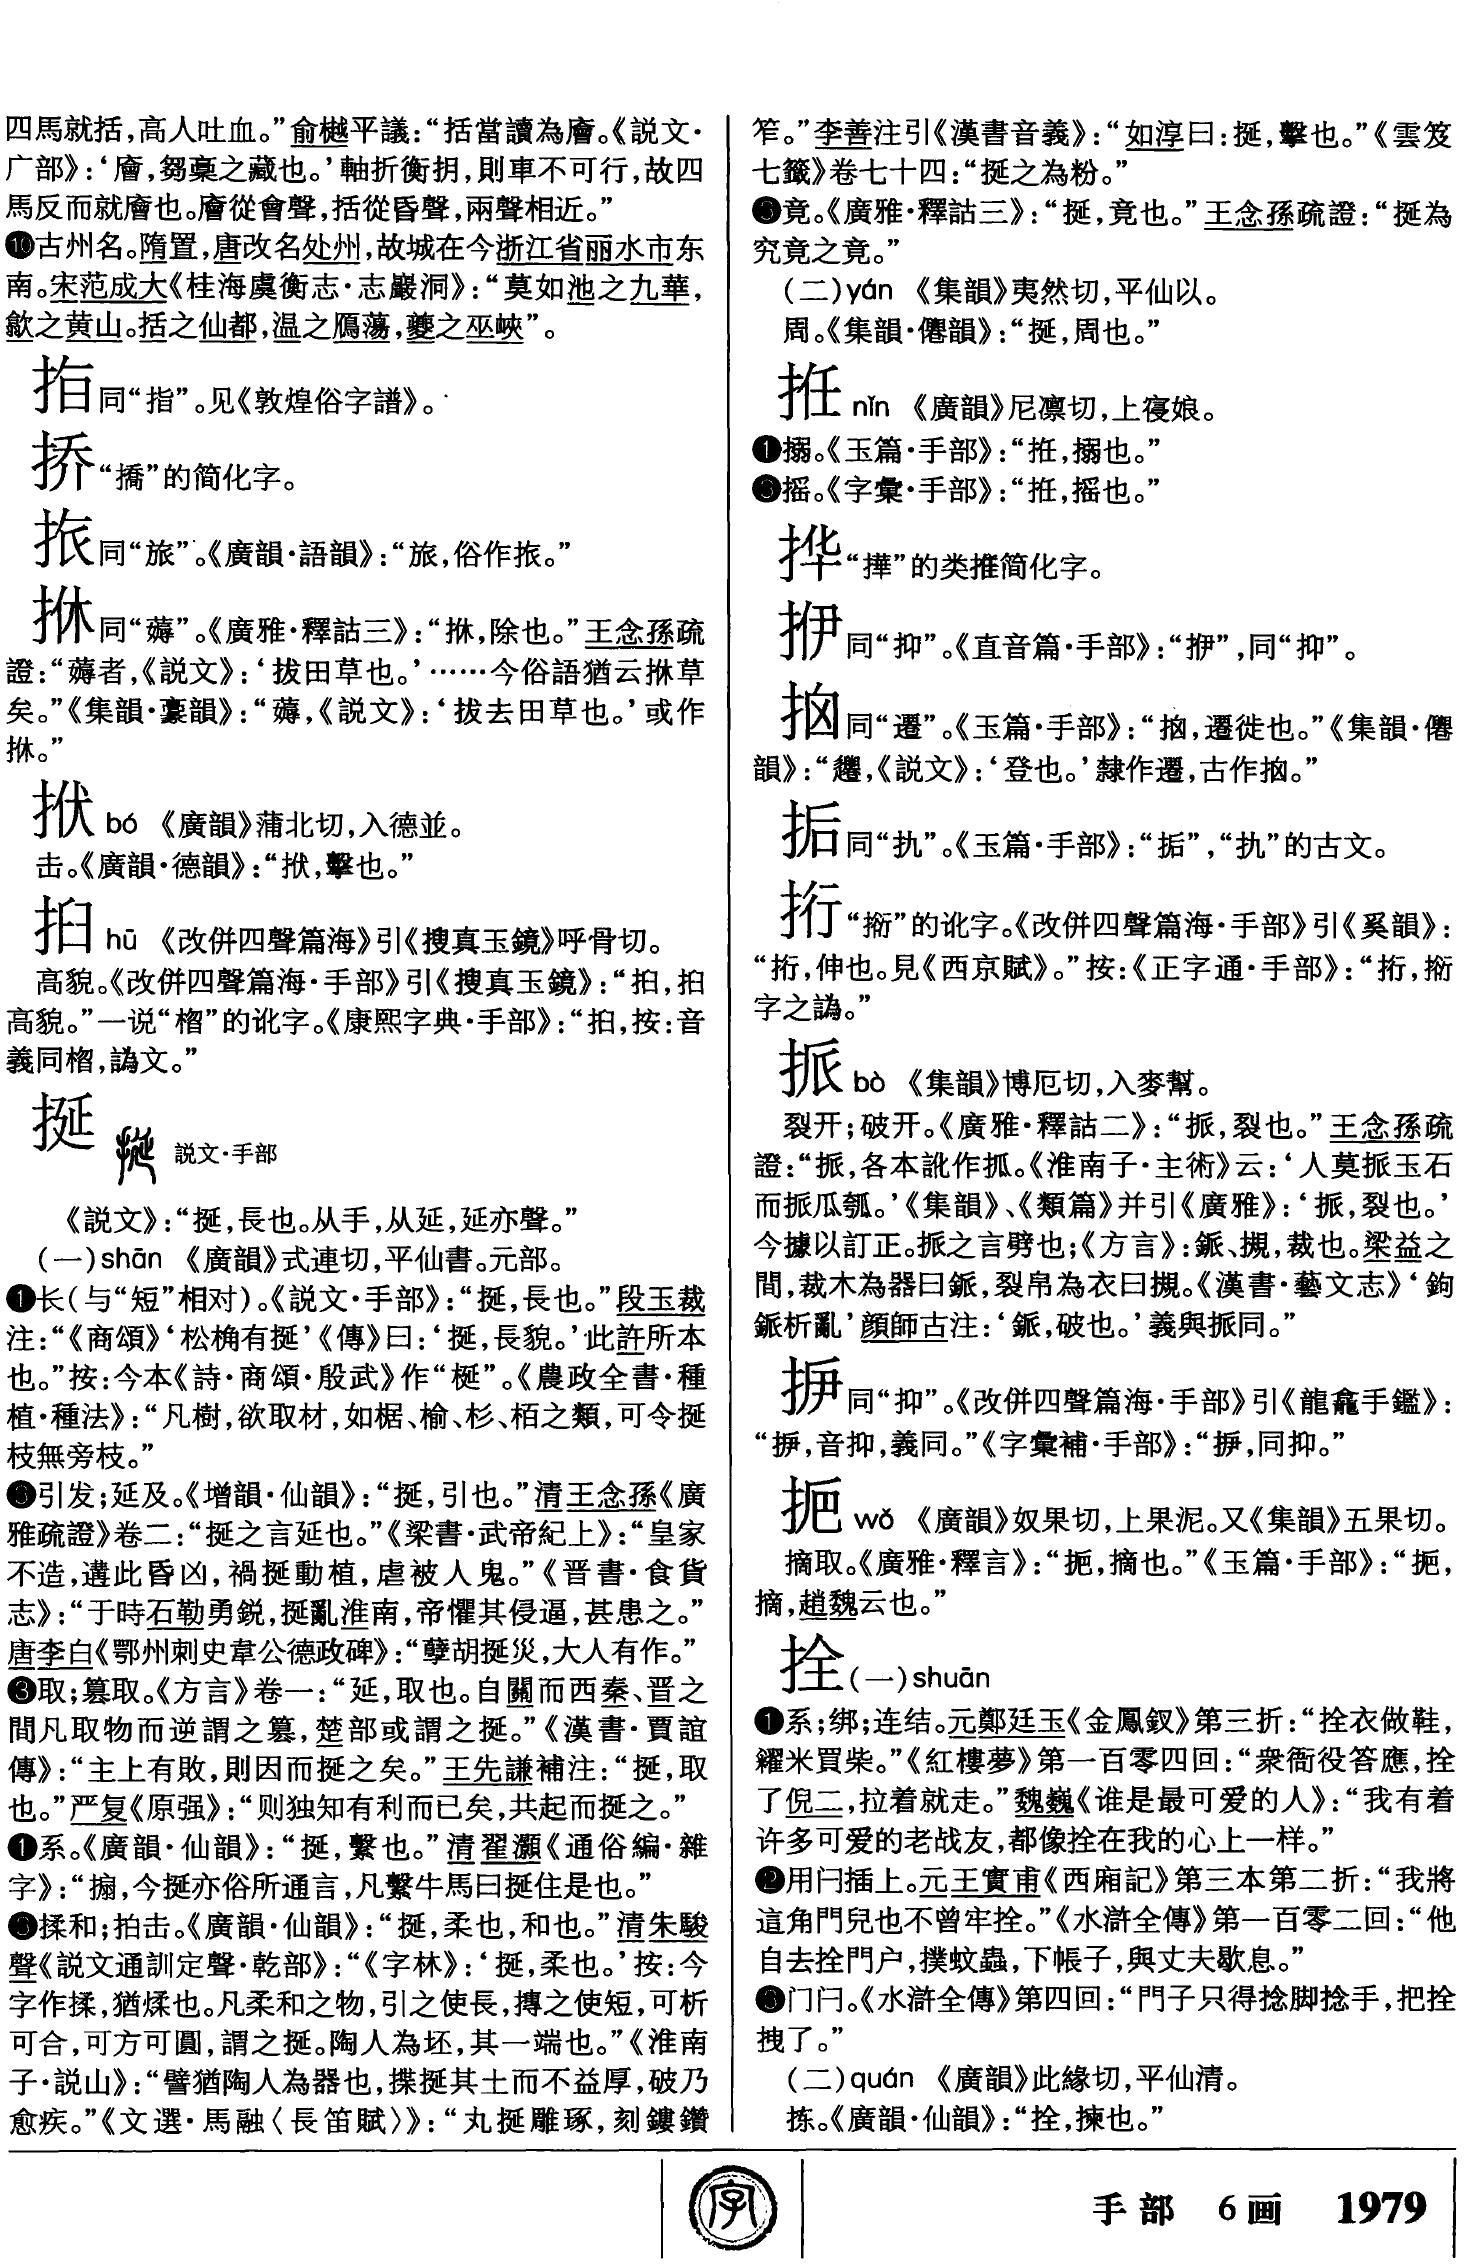 四馬就括，高人吐血。”俞樾平議：“括當讀為廥。《説文·
广部》：‘廥，芻稾之藏也。’軸折衡抈，則車不可行，故四
馬反而就廥也。廥從會聲，括從昏聲，兩聲相近。”
❿古州名。隋置，唐改名处州，故城在今浙江省丽水市东
南。宋范成大《桂海虞衡志·志巖洞》：“莫如池之九華，
歙之黄山。括之仙都，温之鴈蕩，夔之巫峽”。
同“指”。见《敦煌俗字譜》。
挢“撟”的简化字。
同“旅”。《廣韻·語韻》：“旅，俗作。”
㧃同“薅”。《廣雅·釋詁三》：“，除也。”王念孫疏
證：“薅者，《説文》：‘拔田草也。’……今俗語猶云草
矣。”《集韻·豪韻》：“薅，《説文》：‘拔去田草也。’或作
。”
bó 《廣韻》蒲北切，入德並。
击。《廣韻·德韻》：“，擊也。”
hū 《改併四聲篇海》引《搜真玉鏡》呼骨切。
高貌。《改併四聲篇海·手部》引《搜真玉鏡》：“，
高貌。”一说“榴”的讹字。《康熙字典·手部》：“，按：音
義同，譌文。”
挻
説文·手部
《説文》：“挻，長也。从手，从延，延亦聲。”
（一）shān 《廣韻》式連切，平仙書。元部。
❶长（与“短”相对）。《説文·手部》：“挻，長也。”段玉裁
注：“《商頌》‘松桷有挻’《傳》曰：‘挻，長貌。’此許所本
也。”按：今本《詩·商頌·殷武》作“梴”。《農政全書·種
植·種法》：“凡樹，欲取材，如椐、榆、杉、栢之類，可令挻
枝無旁枝。”
引发；延及。《增韻·仙韻》：“挻，引也。”清王念孫《廣
雅疏證》卷二：“挻之言延也。”《梁書·武帝紀上》：“皇家
不造，遘此昏凶，禍挻動植，虐被人鬼。”《晋書·食貨
志》：“于時石勒勇鋭，挻亂淮南，帝懼其侵逼，甚患之。”
唐李白《鄂州刺史韋公德政碑》：“孽胡挻災，大人有作。”
❸取；篡取。《方言》卷一：“延，取也。自關而西秦、晋之
間凡取物而逆謂之篡，楚部或謂之挻。”《漢書·賈誼
傳》：“主上有敗，則因而挻之矣。”王先謙補注：“挻，取
也。”严复《原强》：“则独知有利而已矣，共起而挻之。”
系。《廣韻·仙韻》：“挻，繫也。”清翟灝《通俗編·雜
字》：“搧，今挻亦俗所通言，凡繫牛馬曰挻住是也。”
揉和；拍击。《廣韻·仙韻》：“挻，柔也，和也。”清朱駿
聲《説文通訓定聲·乾部》：“《字林》：‘挻，柔也。’按：今
字作揉，猶煣也。凡柔和之物，引之使長，摶之使短，可析
可合，可方可圓，謂之挻。陶人為坯，其一端也。”《淮南
子·説山》：“譬猶陶人為器也，揲挻其土而不益厚，破乃
愈疾。”《文選·馬融〈長笛賦〉》：“丸挻雕琢，刻鏤鑽
笮。”李善注引《漢書音義》：“如淳曰：挻，擊也。”《雲笈
七籤》卷七十四：“挻之為粉。”
竟。《廣雅·釋詁三》：“挻，竟也。”王念孫疏證：“挻為
究竟之竟。”
（二）yán 《集韻》夷然切，平仙以。
周。《集韻·僊韻》：“挻，周也。”
拰 nǐn 《廣韻》尼凛切，上寑娘。
❶搦。《玉篇·手部》：“拰，搦也。”
摇。《字彙·手部》：“拰，摇也。”
“撶”的类推简化字。
同“抑”。《直音篇·手部》：“”，同“抑”。
同“遷”。《玉篇·手部》：“，遷徙也。”《集韻·僊
韻》：“，《説文》：‘登也。’隸作遷，古作。”
同“执”。《玉篇·手部》：“”，“执”的古文。
“㨘”的讹字。《改併四聲篇海·手部》引《奚韻》：
“，伸也。見《西京賦》。”按：《正字通·手部》：“，
字之譌。”
bò 《集韻》博厄切，入麥幫。
裂开；破开。《廣雅·釋詁二》：“，裂也。”王念孫疏
證：“，各本訛作抓。《淮南子·主術》云：‘人莫玉石
而瓜瓠。’《集韻》、《類篇》并引《廣雅》：‘，裂也。’
今據以訂正。之言劈也；《方言》：鈲、摫，裁也。梁益之
間，裁木為器曰鈲，裂帛為衣曰摫。《漢書·藝文志》‘鉤
鈲析亂’顔師古注：‘鈲，破也。’義與同。”
同“抑”。《改併四聲篇海·手部》引《龍龕手鑑》：
“，音抑，義同。”《字彙補·手部》：“，同抑。”
㧴 wǒ 《廣韻》奴果切，上果泥。又《集韻》五果切。
摘取。《廣雅·釋言》：“，摘也。”《玉篇·手部》：“，
摘，趙魏云也。”
拴（一）shuān
❶系；绑；连结。元鄭廷玉《金鳳釵》第三折：“拴衣做鞋，
糴米買柴。”《紅樓夢》第一百零四回：“衆衙役答應，拴
了倪二，拉着就走。”魏巍《谁是最可爱的人》：“我有着
许多可爱的老战友，都像拴在我的心上一样。”
❷用闩插上。元王實甫《西廂記》第三本第二折：“我將
這角門兒也不曾牢拴。”《水滸全傳》第一百零二回：“他
自去拴門户，撲蚊蟲，下帳子，與丈夫歇息。”
门闩。《水滸全傳》第四回：“門子只得捻脚捻手，把拴
拽了。”
（二）quán 《廣韻》此緣切，平仙清。
拣。《廣韻·仙韻》：“拴，揀也。”
字
手部 6画 1979